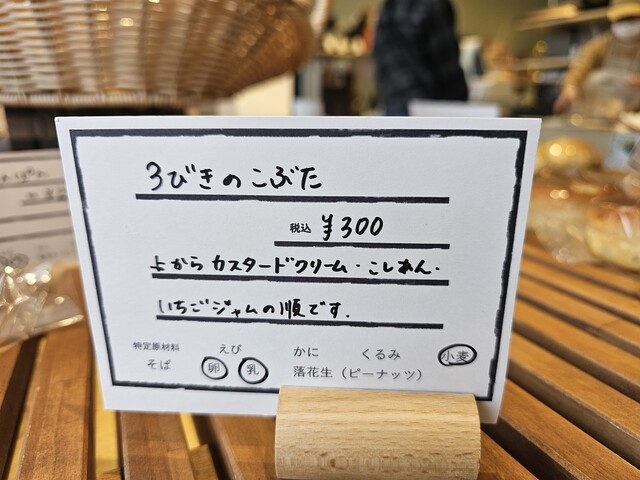 3びきのこぶた
税込 ¥300
上から カスタードクリーム・こしあん・
いちごジャムの順です.
特定原材料 えび かに くるみ 小麦
そば 卵 乳 落花生（ピーナッツ）